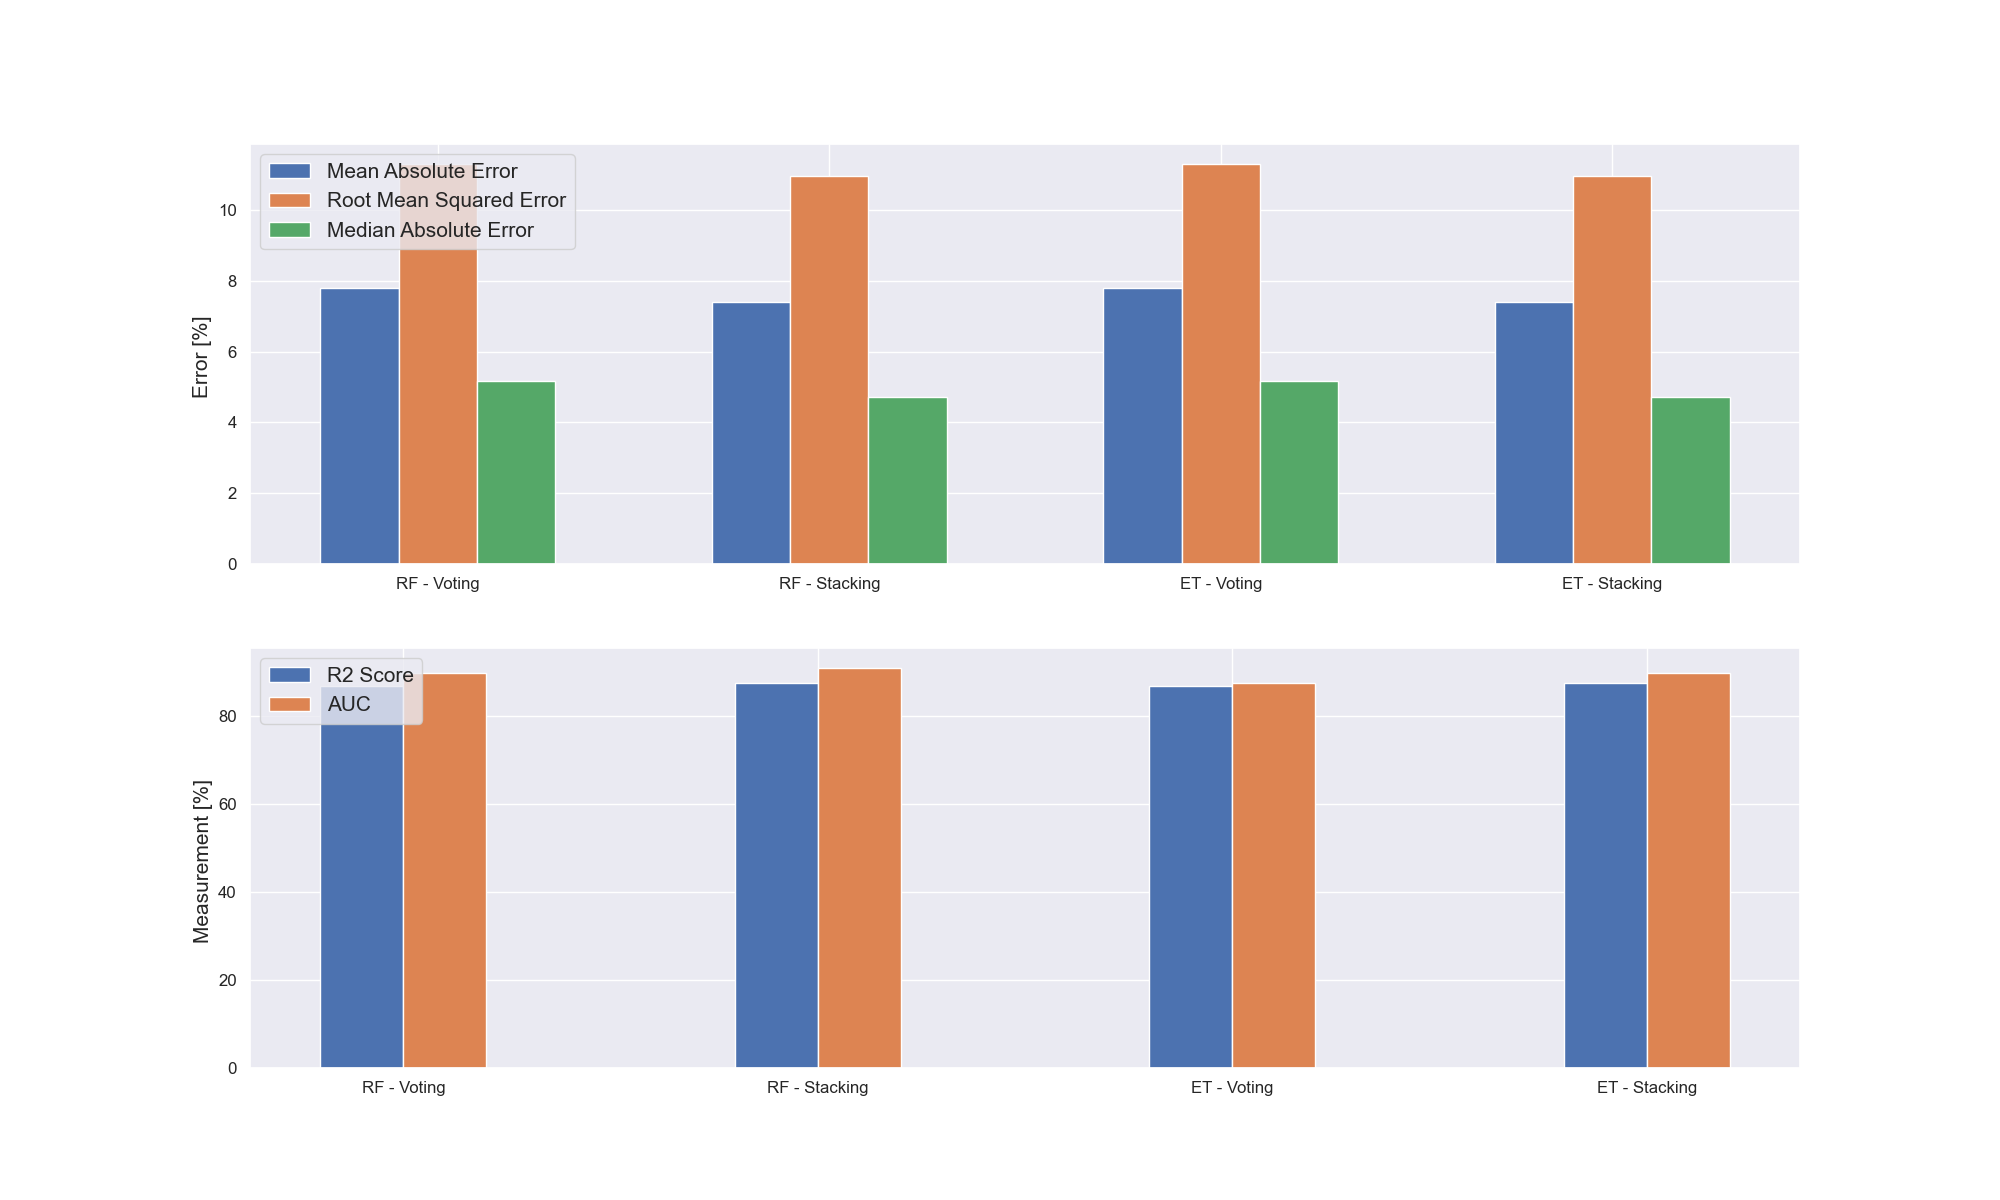 Mean Absolute Error
Root Mean Squared Error
Median Absolute Error
Error [%]
10
8
6
4
2
0
RF - Voting
RF - Stacking
ET - Voting
ET - Stacking
R2 Score
AUC
Measurement [%]
80
60
40
20
0
RF - Voting
RF - Stacking
ET - Voting
ET - Stacking